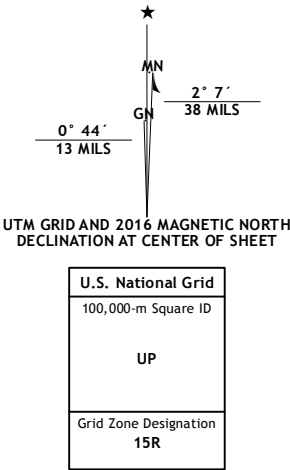 ★
MN
GN
2° 7´
38 MILS
0° 44´
13 MILS
UTM GRID AND 2016 MAGNETIC NORTH
DECLINATION AT CENTER OF SHEET
U.S. National Grid
100,000-m Square ID
UP
Grid Zone Designation
15R